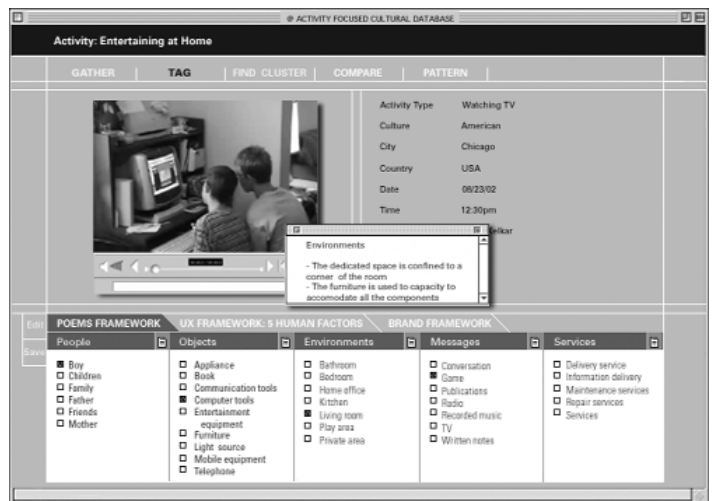 @ ACTIVITY FOCUSED CULTURAL DATABASE
Activity: Entertaining at Home
GATHER | TAG | FIND CLUSTER | COMPARE | PATTERN |
Activity Type Watching TV
Culture American
City Chicago
Country USA
Date 08/23/02
Time 12:30pm
elkar
Environments
- The dedicated space is confined to a
corner of the room
- The furniture is used to capacity to
accomodate all the components
Edit
Save
POEMS FRAMEWORK UX FRAMEWORK: 5 HUMAN FACTORS BRAND FRAMEWORK
People Objects Environments Messages Services
Boy
Children
Family
Father
Friends
Mother
Appliance
Book
Communication tools
Computer tools
Entertainment
equipment
Furniture
Light source
Mobile equipment
Telephone
Bathroom
Bedroom
Home office
Kitchen
Living room
Play area
Private area
Conversation
Game
Publications
Radio
Recorded music
TV
Written notes
Delivery service
Information delivery
Maintenance services
Repair services
Services